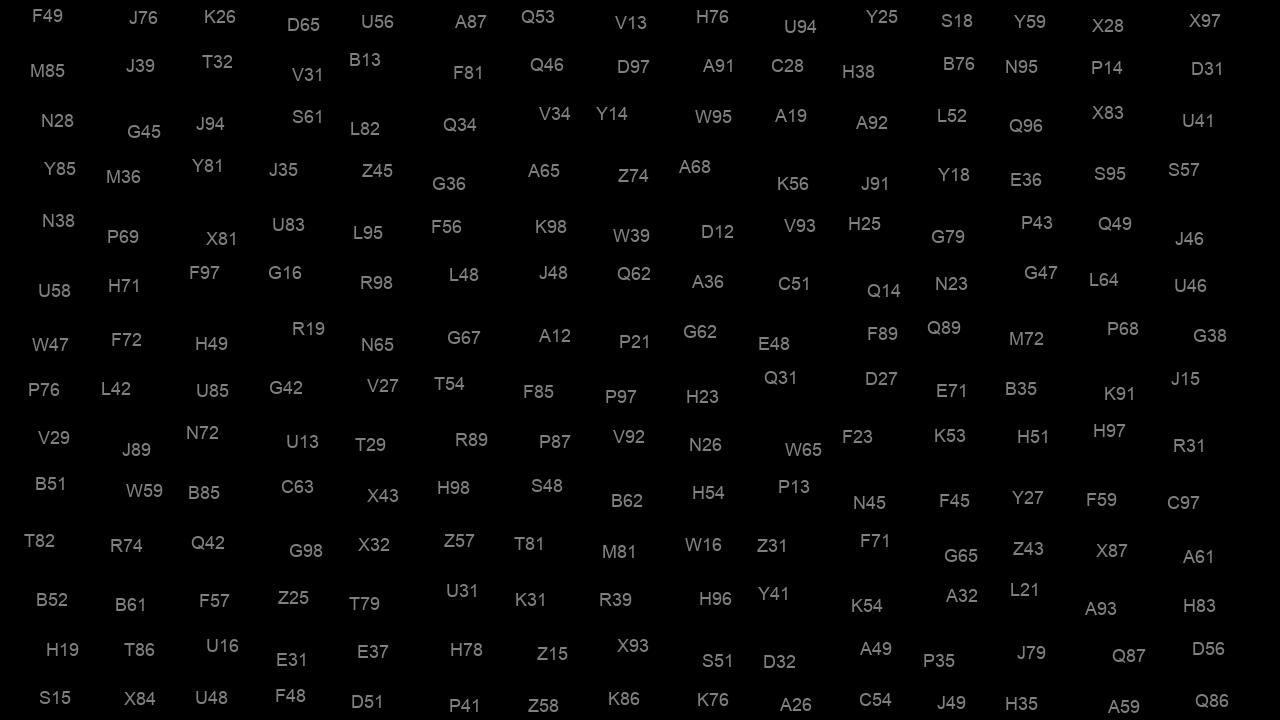 F49 J76 K26 D65 U56 A87 Q53 V13 H76 U94 Y25 S18 Y59 X28 X97
M85 J39 T32 V31 B13 F81 Q46 D97 A91 C28 H38 B76 N95 P14 D31
N28 G45 J94 S61 L82 Q34 V34 Y14 W95 A19 A92 L52 Q96 X83 U41
Y85 M36 Y81 J35 Z45 G36 A65 Z74 A68 K56 J91 Y18 E36 S95 S57
N38 P69 X81 U83 L95 F56 K98 W39 D12 V93 H25 G79 P43 Q49 J46
U58 H71 F97 G16 R98 L48 J48 Q62 A36 C51 Q14 N23 G47 L64 U46
W47 F72 H49 R19 N65 G67 A12 P21 G62 E48 F89 Q89 M72 P68 G38
P76 L42 U85 G42 V27 T54 F85 P97 H23 Q31 D27 E71 B35 K91 J15
V29 J89 N72 U13 T29 R89 P87 V92 N26 W65 F23 K53 H51 H97 R31
B51 W59 B85 C63 X43 H98 S48 B62 H54 P13 N45 F45 Y27 F59 C97
T82 R74 Q42 G98 X32 Z57 T81 M81 W16 Z31 F71 G65 Z43 X87 A61
B52 B61 F57 Z25 T79 U31 K31 R39 H96 Y41 K54 A32 L21 A93 H83
H19 T86 U16 E31 E37 H78 Z15 X93 S51 D32 A49 P35 J79 Q87 D56
S15 X84 U48 F48 D51 P41 Z58 K86 K76 A26 C54 J49 H35 A59 Q86